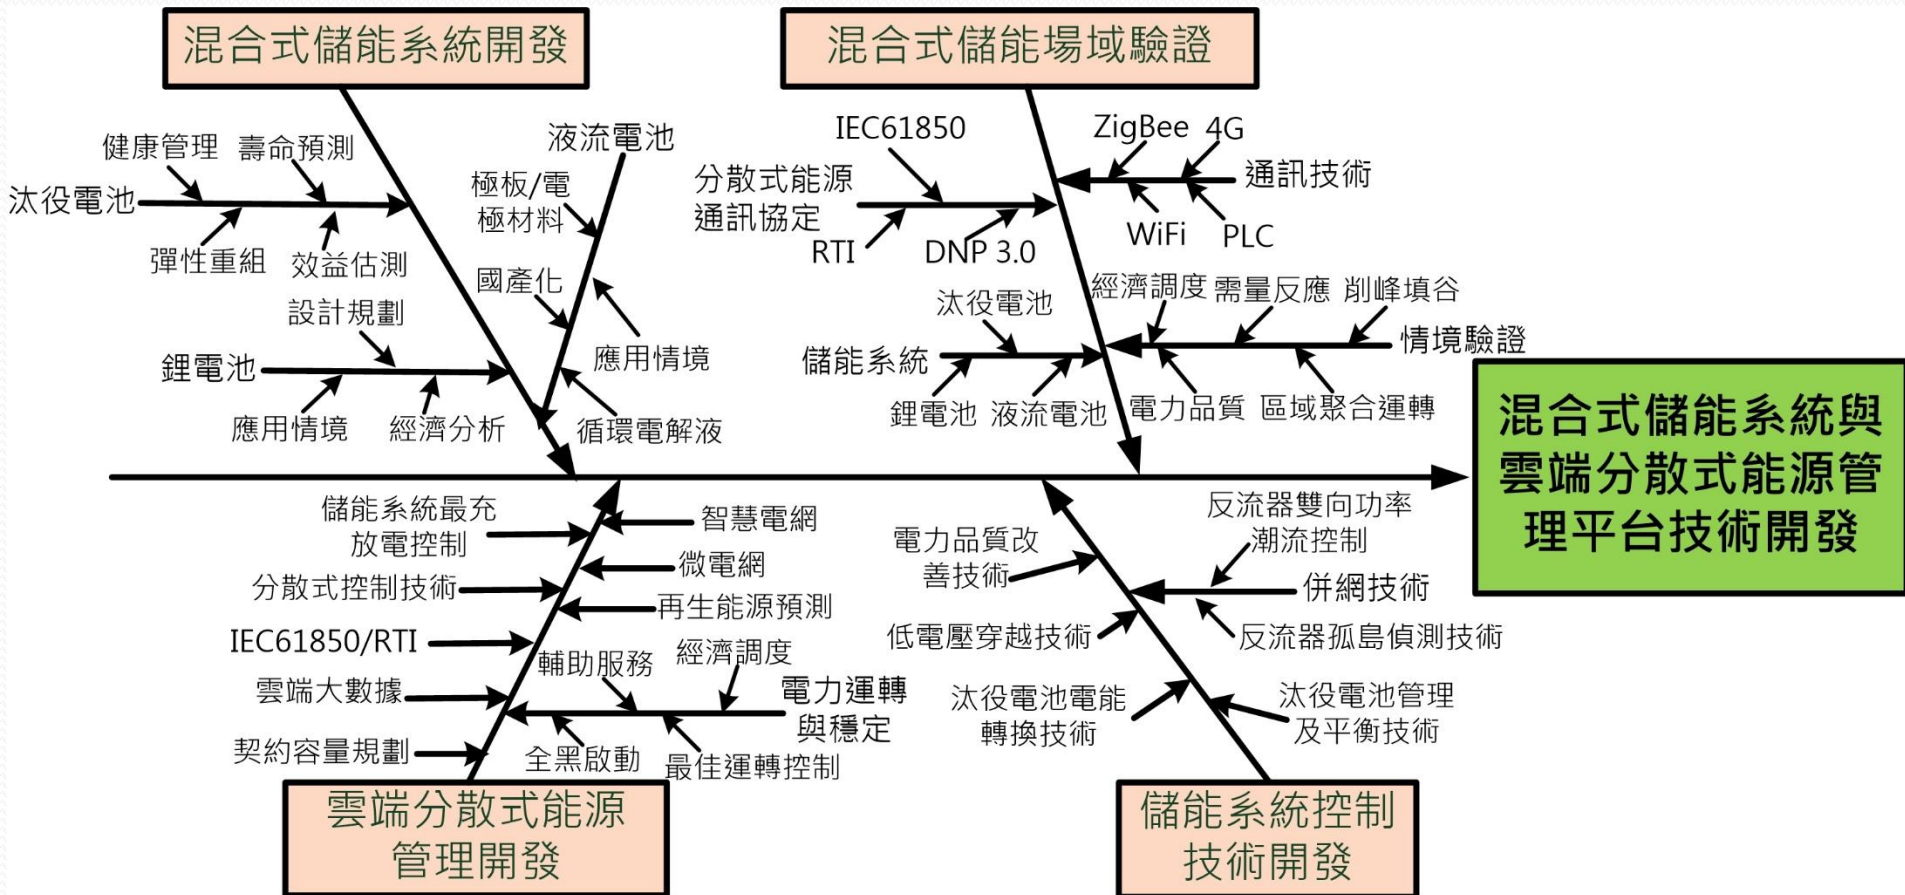 混合式儲能系統開發
混合式儲能場域驗證
健康管理
壽命預測
汰役電池
彈性重組
效益估測
液流電池
極板/電
極材料
國產化
應用情境
循環電解液
設計規劃
鋰電池
應用情境
經濟分析
IEC61850
分散式能源
通訊協定
RTI
DNP 3.0
ZigBee
4G
通訊技術
WiFi
PLC
汰役電池
儲能系統
鋰電池
液流電池
經濟調度
需量反應
削峰填谷
情境驗證
電力品質
區域聚合運轉
混合式儲能系統與
雲端分散式能源管
理平台技術開發
儲能系統最充
放電控制
智慧電網
微電網
分散式控制技術
再生能源預測
IEC61850/RTI
雲端大數據
輔助服務
經濟調度
電力運轉
與穩定
契約容量規劃
全黑啟動
最佳運轉控制
雲端分散式能源
管理開發
電力品質改
善技術
反流器雙向功率
潮流控制
併網技術
低電壓穿越技術
反流器孤島偵測技術
汰役電池電能
轉換技術
汰役電池管理
及平衡技術
儲能系統控制
技術開發